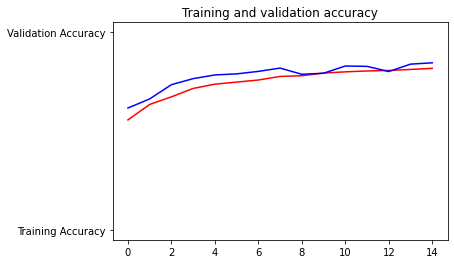 Training and validation accuracy
Validation Accuracy
Training Accuracy
0 2 4 6 8 10 12 14